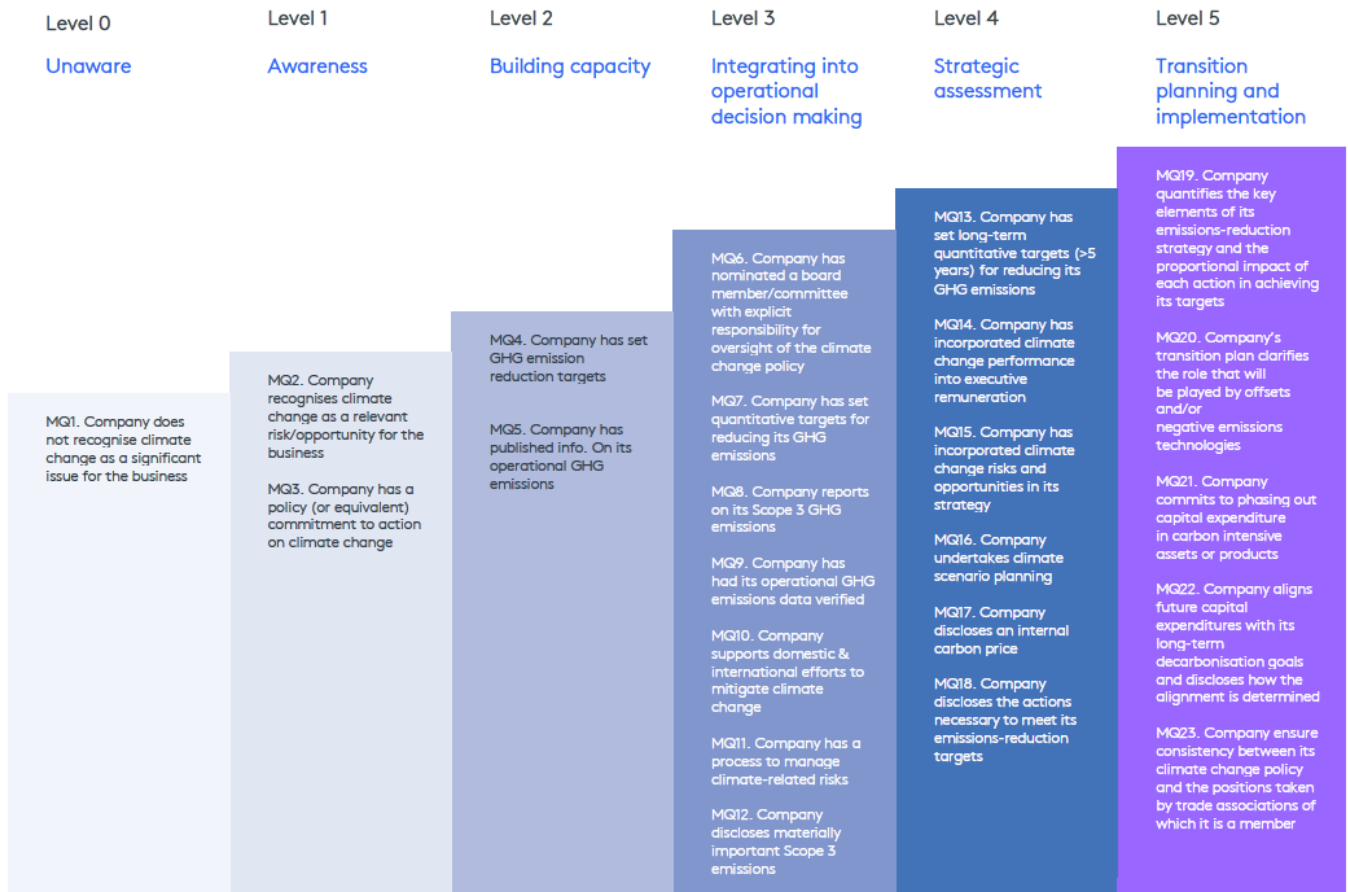 Level 0
Unaware
MQ1. Company does
not recognise climate
change as a significant
issue for the business
Level 1
Awareness
MQ2. Company
recognises climate
change as a relevant
risk/opportunity for the
business
MQ3. Company has a
policy (or equivalent)
commitment to action
on climate change
Level 2
Building capacity
MQ4. Company has set
GHG emission
reduction targets
MQ5. Company has
published info. On its
operational GHG
emissions
Level 3
Integrating into
operational
decision making
MQ6. Company has
nominated a board
member/committee
with explicit
responsibility for
oversight of the climate
change policy
MQ7. Company has set
quantitative targets for
reducing its GHG
emissions
MQ8. Company reports
on its Scope 3 GHG
emissions
MQ9. Company has
had its operational GHG
emissions data verified
MQ10. Company
supports domestic &
international efforts to
mitigate climate
change
MQ11. Company has a
process to manage
climate-related risks
MQ12. Company
discloses materially
important Scope 3
emissions
Level 4
Strategic
assessment
MQ13. Company has
set long-term
quantitative targets (>5
years) for reducing its
GHG emissions
MQ14. Company has
incorporated climate
change performance
into executive
remuneration
MQ15. Company has
incorporated climate
change risks and
opportunities in its
strategy
MQ16. Company
undertakes climate
scenario planning
MQ17. Company
discloses an internal
carbon price
MQ18. Company
discloses the actions
necessary to meet its
emissions-reduction
targets
Level 5
Transition
planning and
implementation
MQ19. Company
quantifies the key
elements of its
emissions-reduction
strategy and the
proportional impact of
each action in achieving
its targets
MQ20. Company's
transition plan clarifies
the role that will
be played by offsets
and/or
negative emissions
technologies
MQ21. Company
commits to phasing out
capital expenditure
in carbon intensive
assets or products
MQ22. Company aligns
future capital
expenditures with its
long-term
decarbonisation goals
and discloses how the
alignment is determined
MQ23. Company ensure
consistency between its
climate change policy
and the positions taken
by trade associations of
which it is a member